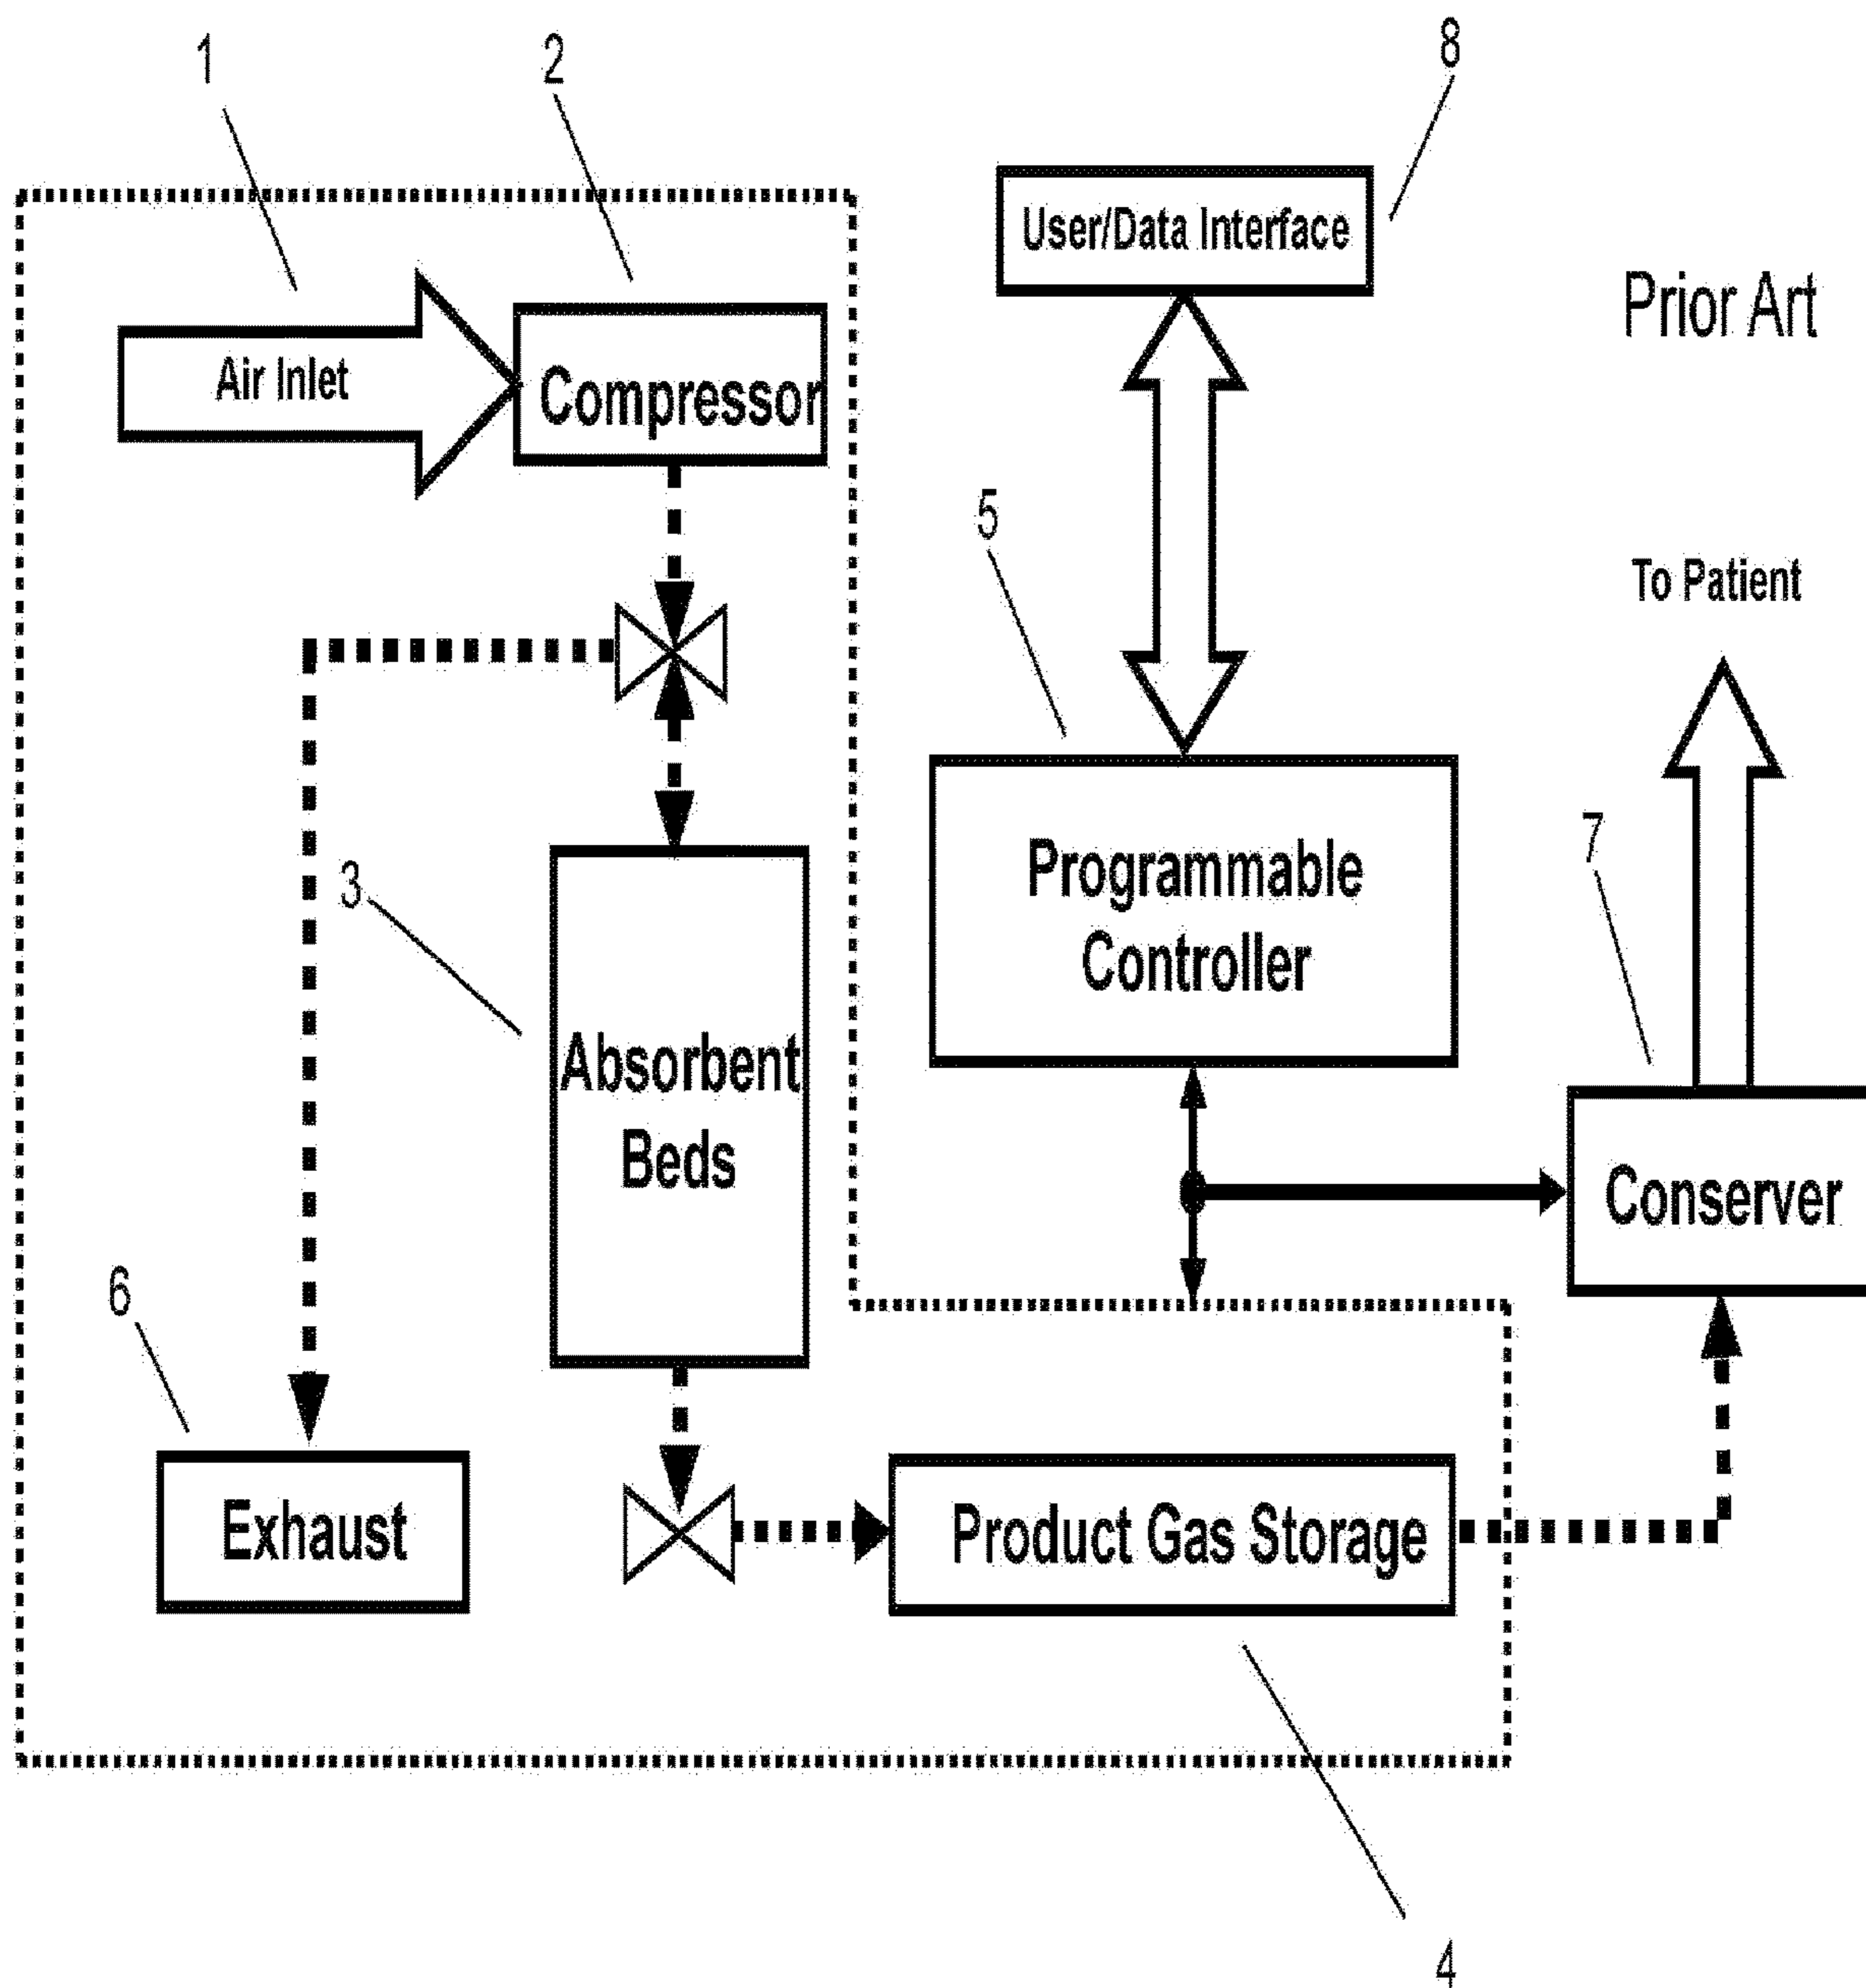 1
2
8
User/Data Interface
Prior Art
Air Inlet
Compressor
5
To Patient
Programmable
Controller
7
3
Absorbent
Beds
Conserver
6
Exhaust
Product Gas Storage
4